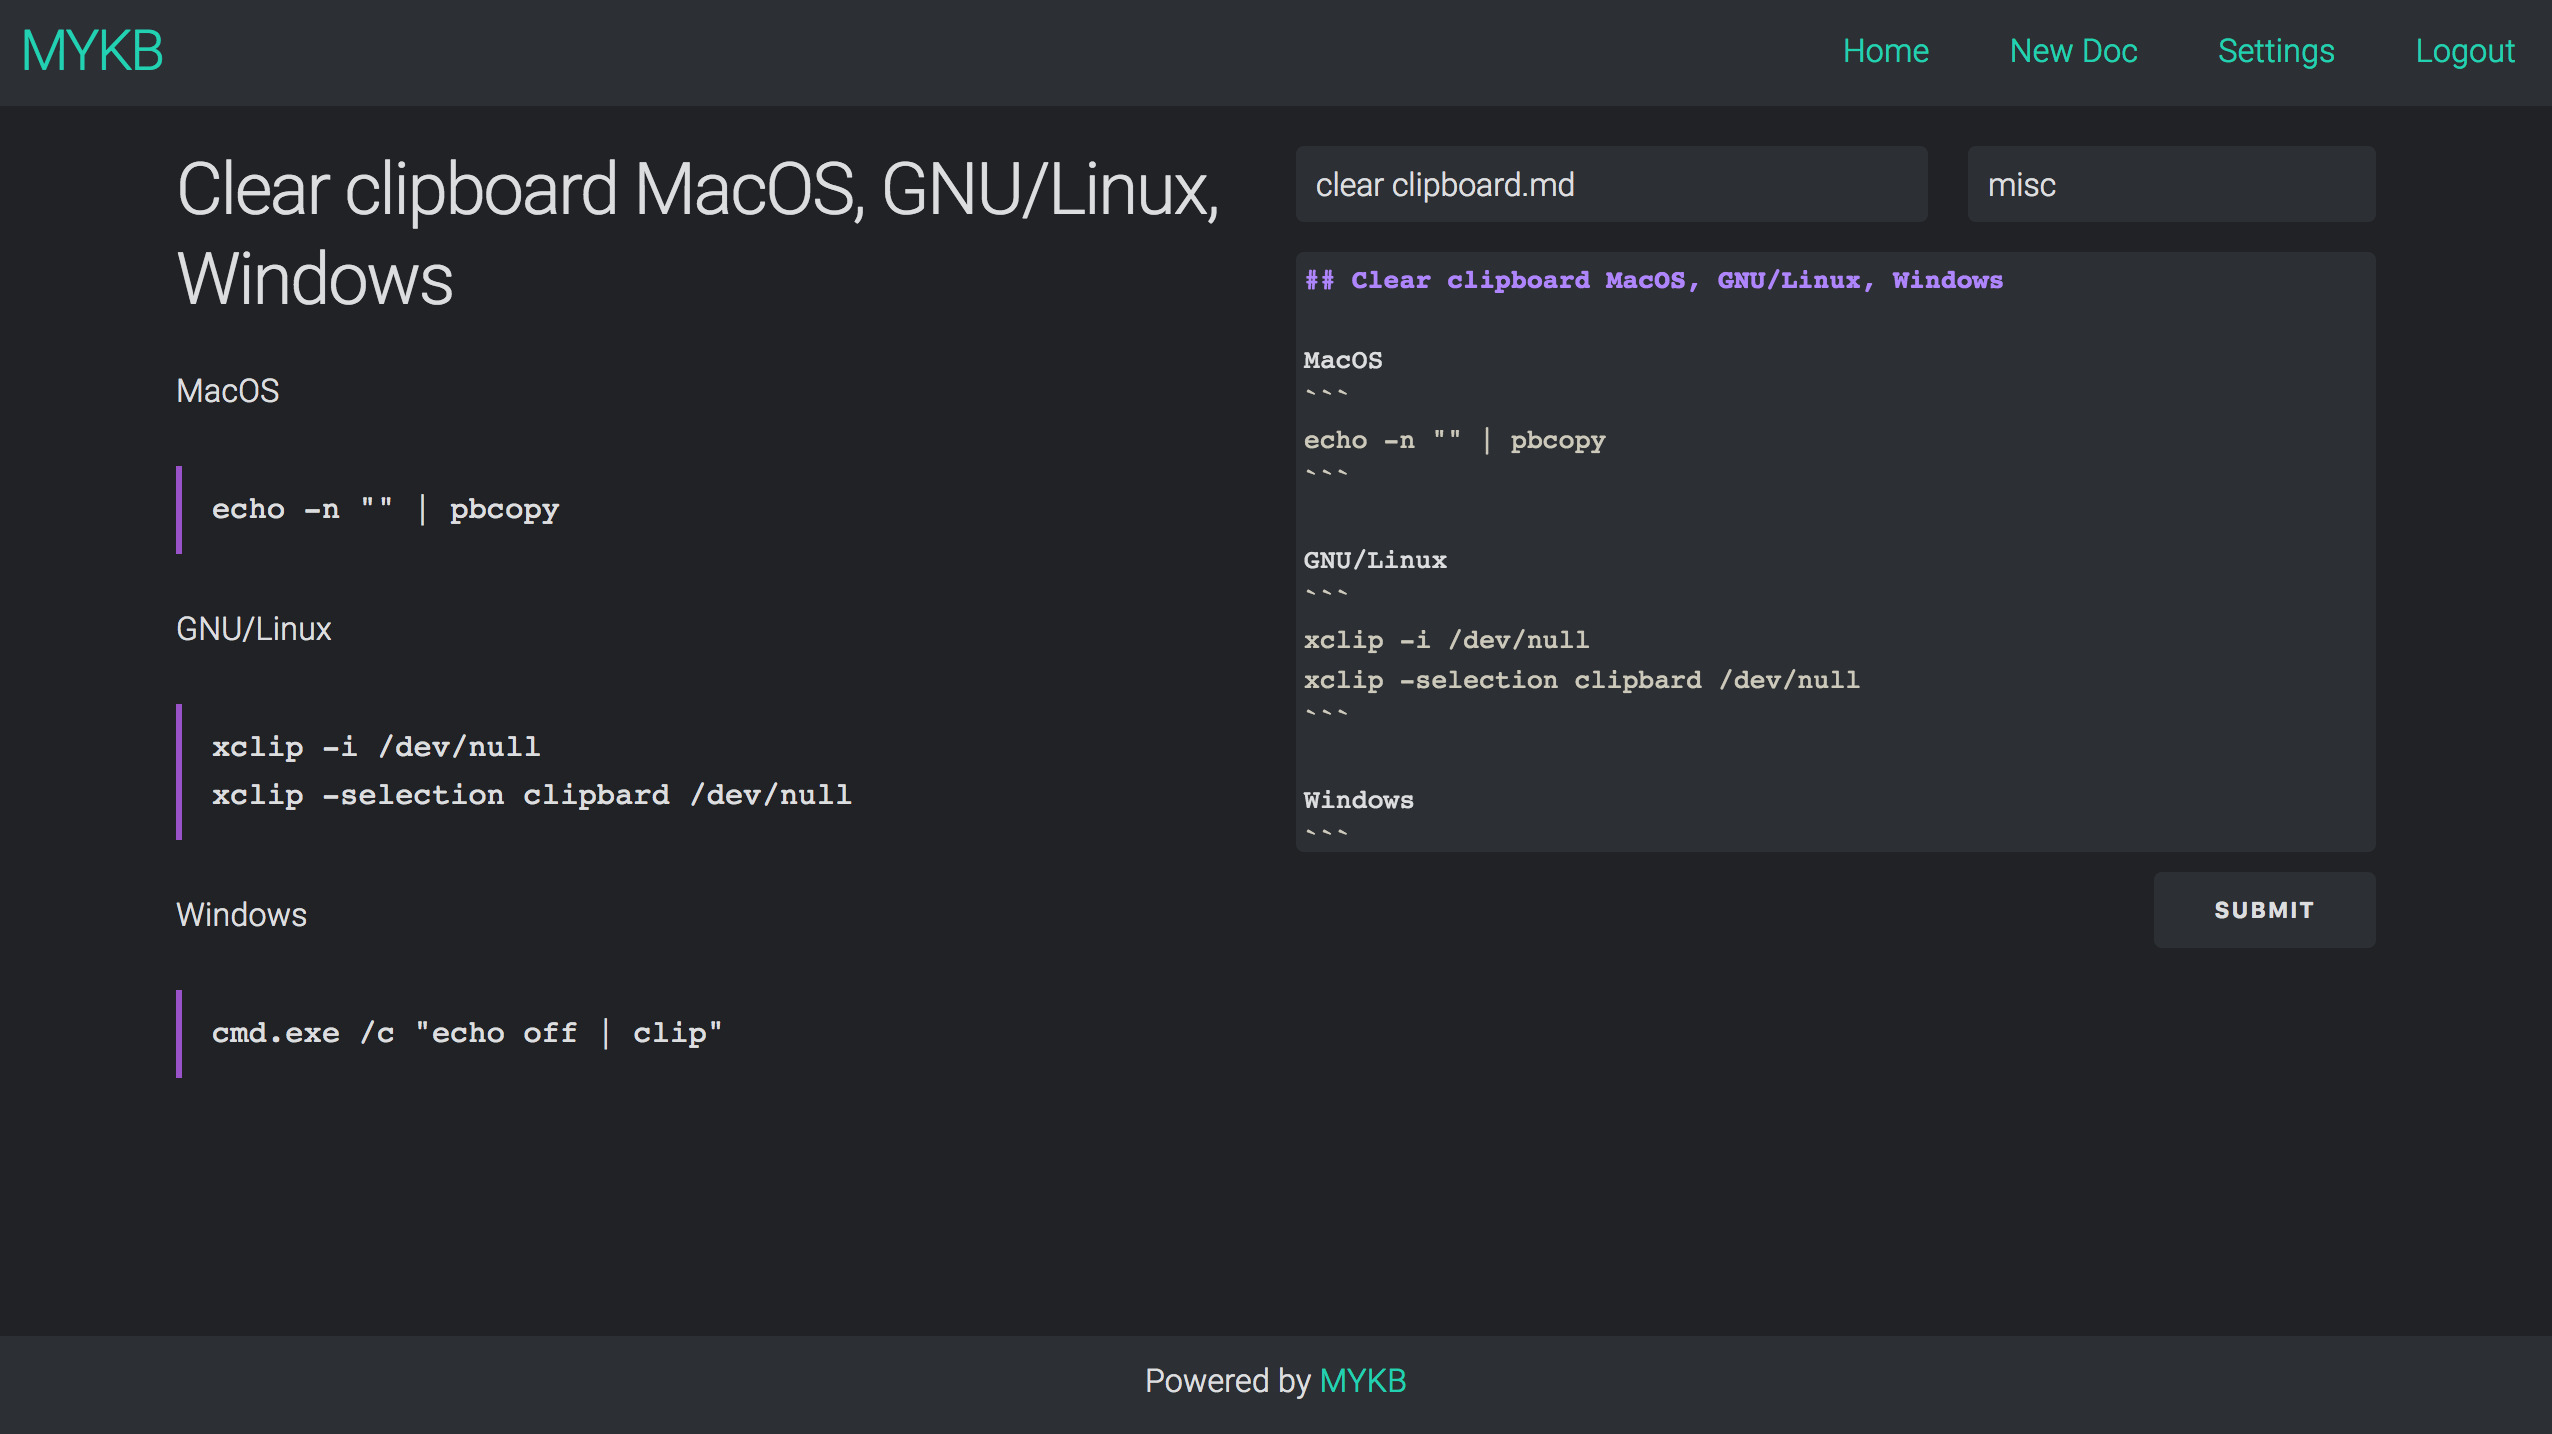 MYKB
Home New Doc Settings Logout
Clear clipboard MacOS, GNU/Linux,
Windows
MacOS
echo -n "" | pbcopy
GNU/Linux
xclip -i /dev/null
xclip -selection clipbard /dev/null
Windows
cmd.exe /c "echo off | clip"
clear clipboard.md
misc
## Clear clipboard MacOS, GNU/Linux, Windows
MacOS
```
echo -n "" | pbcopy
```
GNU/Linux
```
xclip -i /dev/null
xclip -selection clipbard /dev/null
```
Windows
```
SUBMIT
Powered by MYKB